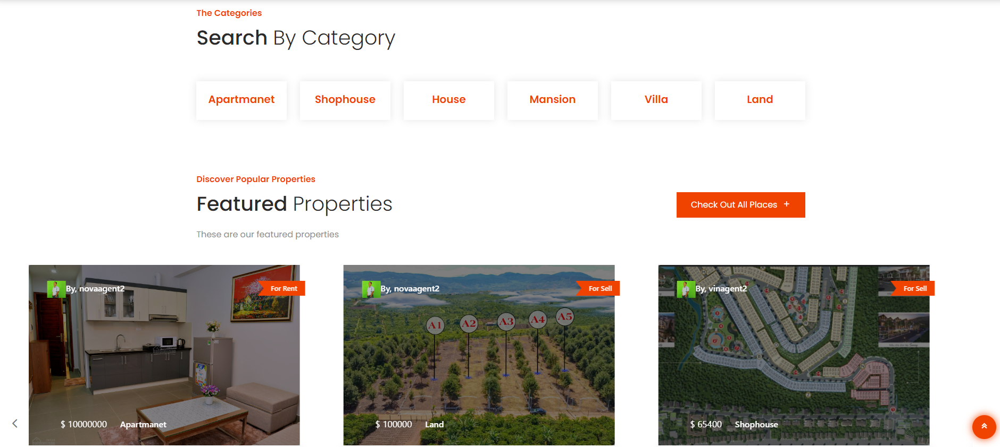 The Categories
Search By Category
Apartmanet
Shophouse
House
Mansion
Villa
Land
Discover Popular Properties
Featured Properties
Check Out All Places +
These are our featured properties
By, novaagent2
For Rent
$ 10000000 Apartmanet
By, novaagent2
For Sell
A1 A2 A3 A4 A5
$ 100000 Land
By, vinagent2
For Sell
$ 65400 Shophouse